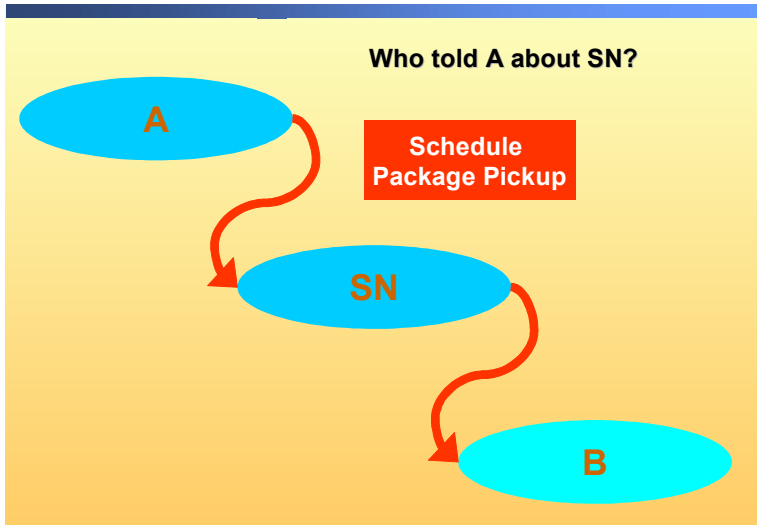 Who told A about SN?
A
Schedule
Package Pickup
SN
B